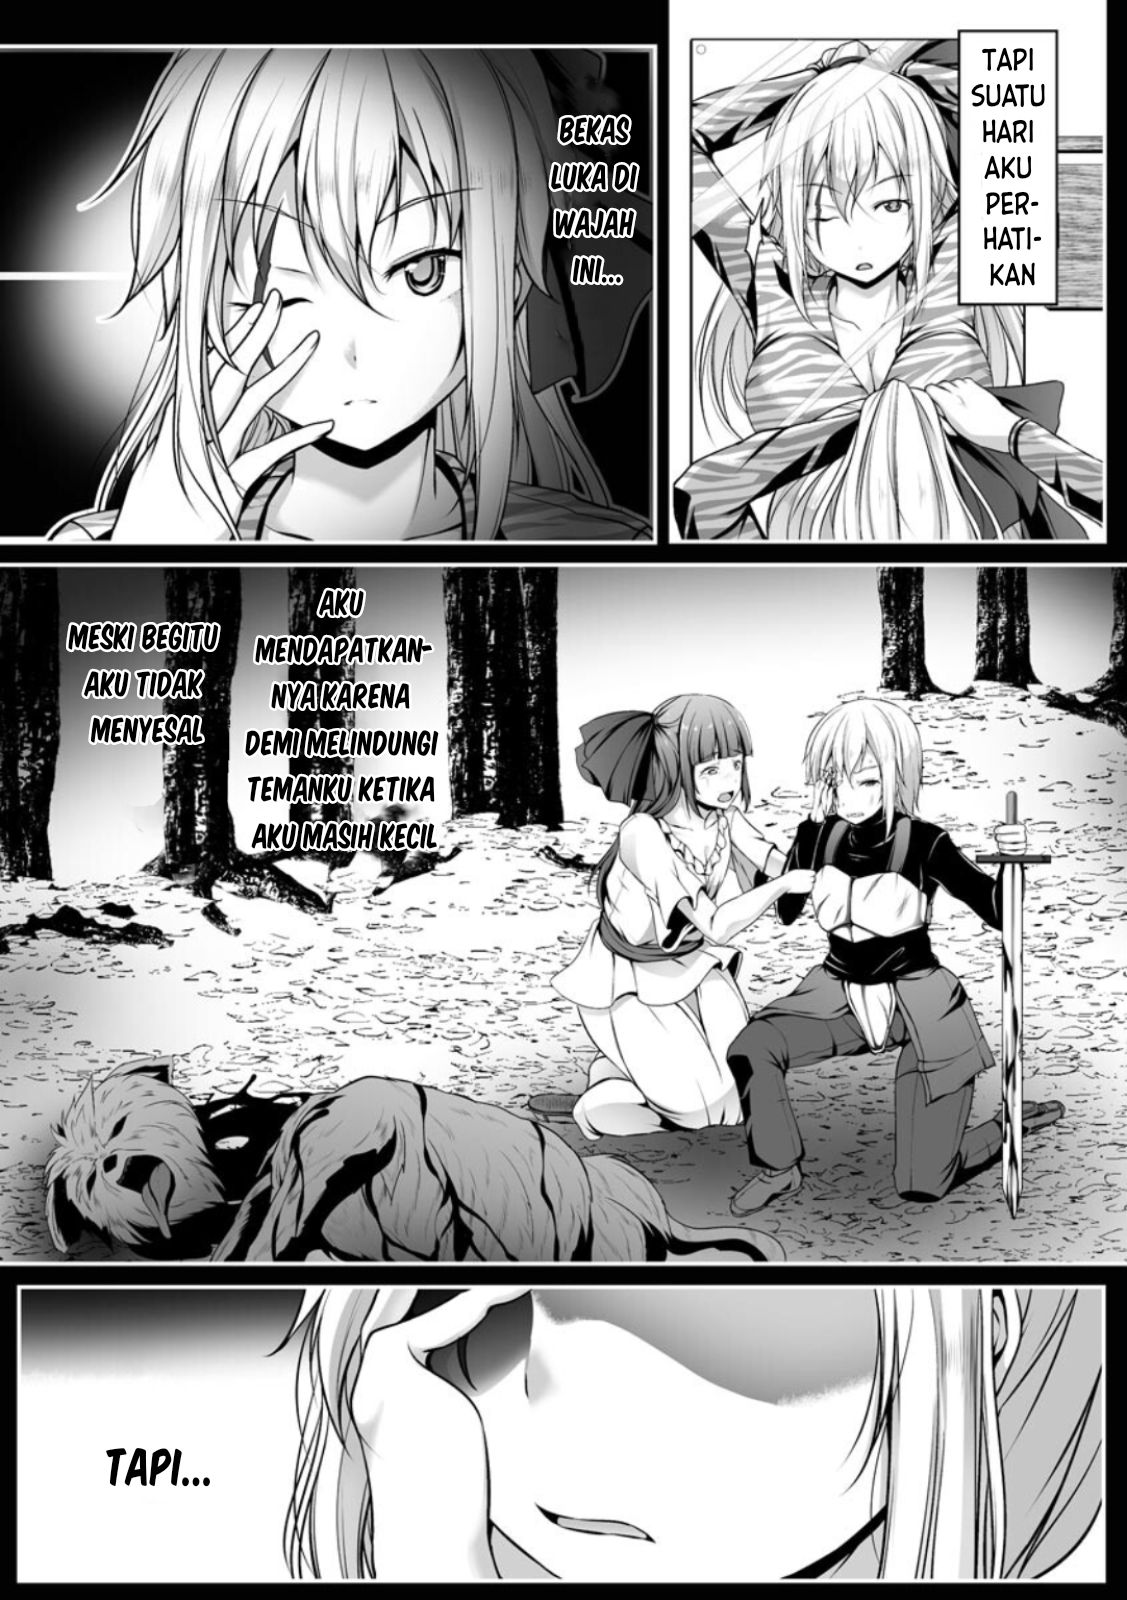 TAPI
SUATU
HARI
AKU
PER-
HATI-
KAN
BEKAS
LUKA DI
WAJAH
INI...
AKU
MENDAPATKAN-
NYA KARENA
DEMI MELINDUNGI
TEMANKU KETIKA
AKU MASIH KECIL
MESKI BEGITU
AKU TIDAK
MENYESAL
TAPI...